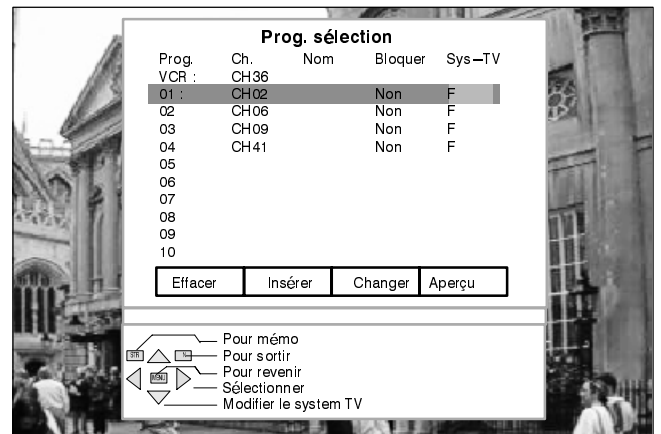 Prog. sélection
Prog. Ch. Nom Bloquer Sys–TV
VCR : CH36
01 : CH02 Non F
02 CH06 Non F
03 CH09 Non F
04 CH41 Non F
05
06
07
08
09
10
Effacer Insérer Changer Aperçu
Pour mémo
STR N
Pour sortir
Pour revenir
MENU
Sélectionner
Modifier le system TV